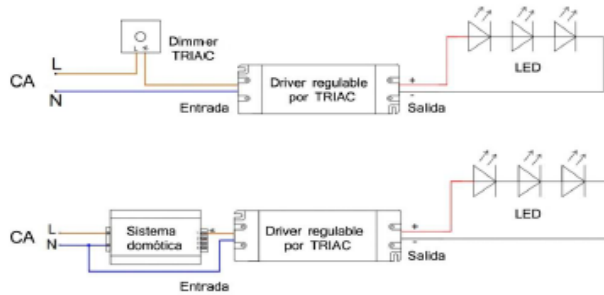 Dimmer
TRIAC
L
CA
L
N
Entrada
Driver regulable
por TRIAC
+
-
Salida
LED
CA
L
N
Sistema
domótica
Entrada
Driver regulable
por TRIAC
+
-
Salida
LED